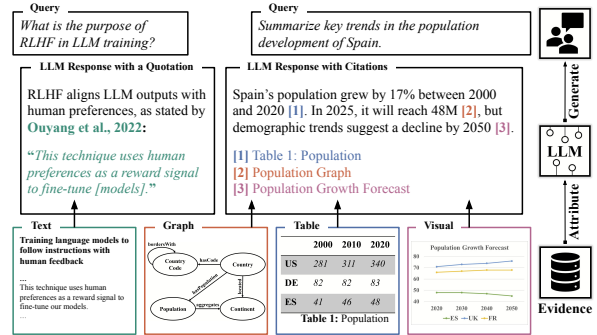 Query
What is the purpose of
RLHF in LLM training?
Query
Summarize key trends in the population
development of Spain.
LLM Response with a Quotation
RLHF aligns LLM outputs with
human preferences, as stated by
Ouyang et al., 2022:
“This technique uses human
preferences as a reward signal
to fine-tune [models].”
LLM Response with Citations
Spain's population grew by 17% between 2000
and 2020 [1]. In 2025, it will reach 48M [2], but
demographic trends suggest a decline by 2050 [3].
[1] Table 1: Population
[2] Population Graph
[3] Population Growth Forecast
Generate
LLM
Attribute
Evidence
Text
Training language models to
follow instructions with
human feedback
...
This technique uses human
preferences as a reward signal
to fine-tune our models.
...
Graph
bordersWith
Country
Code
hasCode
Country
hasPopulation
located
Population
aggregates
Continent
Table
2000 2010 2020
US 281 311 340
DE 82 82 83
ES 41 46 48
Table 1: Population
Visual
Population Growth Forecast
80
70
60
50
40
2020 2030 2040 2050
ES UK FR